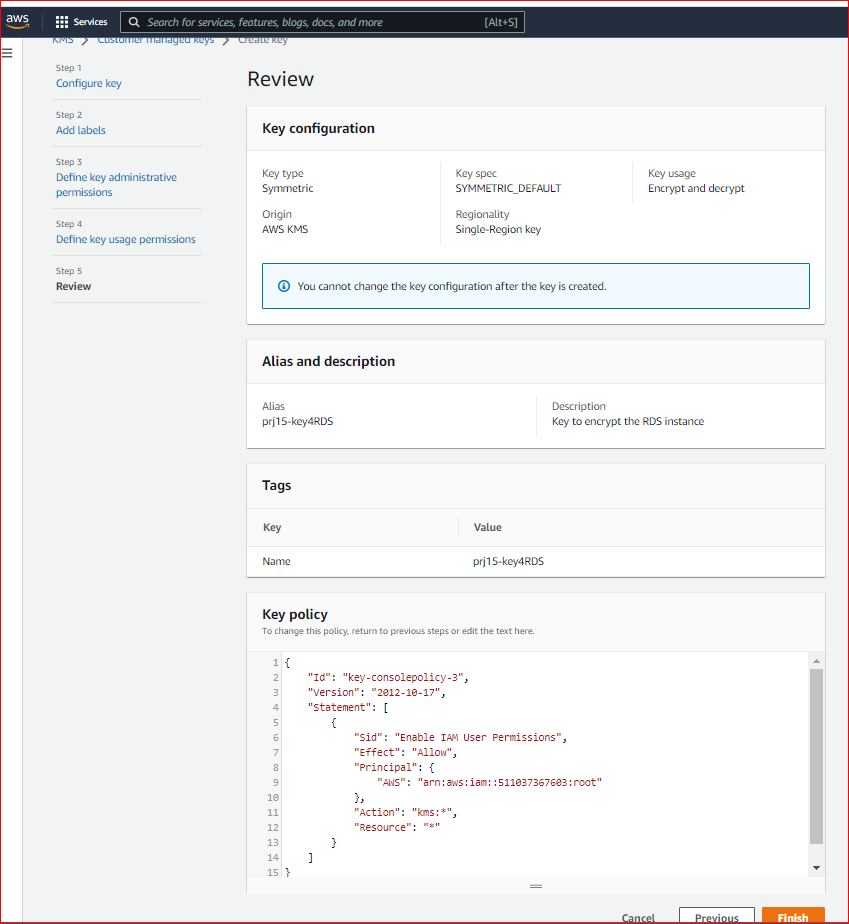 aws
Services
Search for services, features, blogs, docs, and more
[Alt+S]
KMS
Customer managed keys
Create key
Step 1
Configure key
Step 2
Add labels
Step 3
Define key administrative
permissions
Step 4
Define key usage permissions
Step 5
Review
Review
Key configuration
Key type
Symmetric
Key spec
SYMMETRIC_DEFAULT
Key usage
Encrypt and decrypt
Origin
AWS KMS
Regionality
Single-Region key
You cannot change the key configuration after the key is created.
Alias and description
Alias
prj15-key4RDS
Description
Key to encrypt the RDS instance
Tags
Key
Value
Name
prj15-key4RDS
Key policy
To change this policy, return to previous steps or edit the text here.
1 {
2     "Id": "key-consolepolicy-3",
3     "Version": "2012-10-17",
4     "Statement": [
5         {
6             "Sid": "Enable IAM User Permissions",
7             "Effect": "Allow",
8             "Principal": {
9                 "AWS": "arn:aws:iam::511037367603:root"
10             },
11             "Action": "kms:*",
12             "Resource": "*"
13         }
14     ]
15 }
Cancel
Previous
Finish